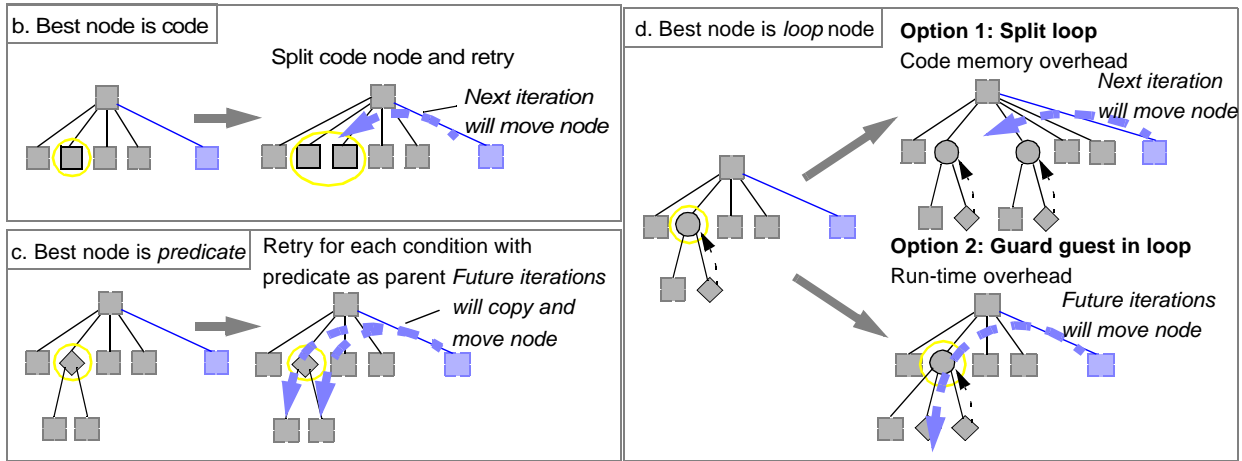 b. Best node is code
Split code node and retry
Next iteration
will move node
c. Best node is predicate
Retry for each condition with
predicate as parent Future iterations
will copy and
move node
d. Best node is loop node
Option 1: Split loop
Code memory overhead
Next iteration
will move node
Option 2: Guard guest in loop
Run-time overhead
Future iterations
will move node